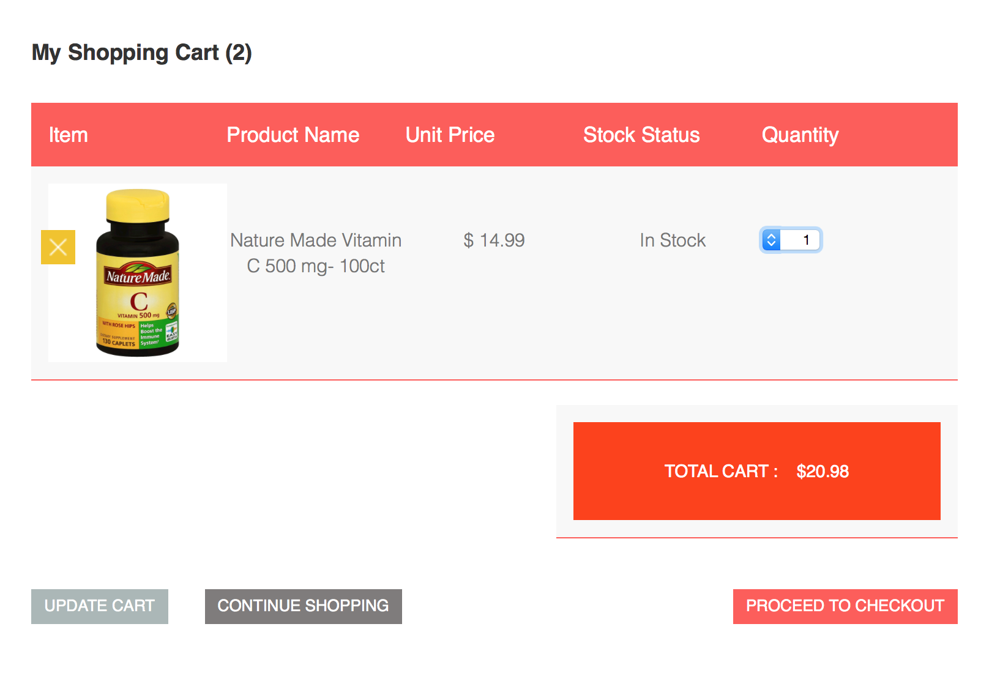 My Shopping Cart (2)
Item Product Name Unit Price Stock Status Quantity
Nature Made Vitamin $ 14.99 In Stock 1
C 500 mg- 100ct
Nature Made
C
VITAMIN 500 mg
USP
WITH ROSE HIPS
Helps
Boost the
Immune
System
DIETARY SUPPLEMENT
130 CAPLETS
EASY
TOTAL CART : $20.98
UPDATE CART CONTINUE SHOPPING PROCEED TO CHECKOUT